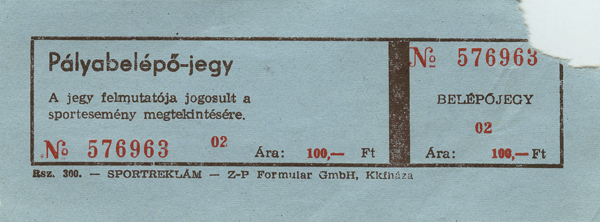 Pályabelépő-jegy
A jegy felmutatója jogosult a
sportesemény megtekintésére.
№ 576963 02 Ára: 100,— Ft
№ 576963
BELÉPŐJEGY
02
Ára: 100,— Ft
Rsz. 300. — SPORTREKLÁM — Z-P Formular GmbH, Kkfháza